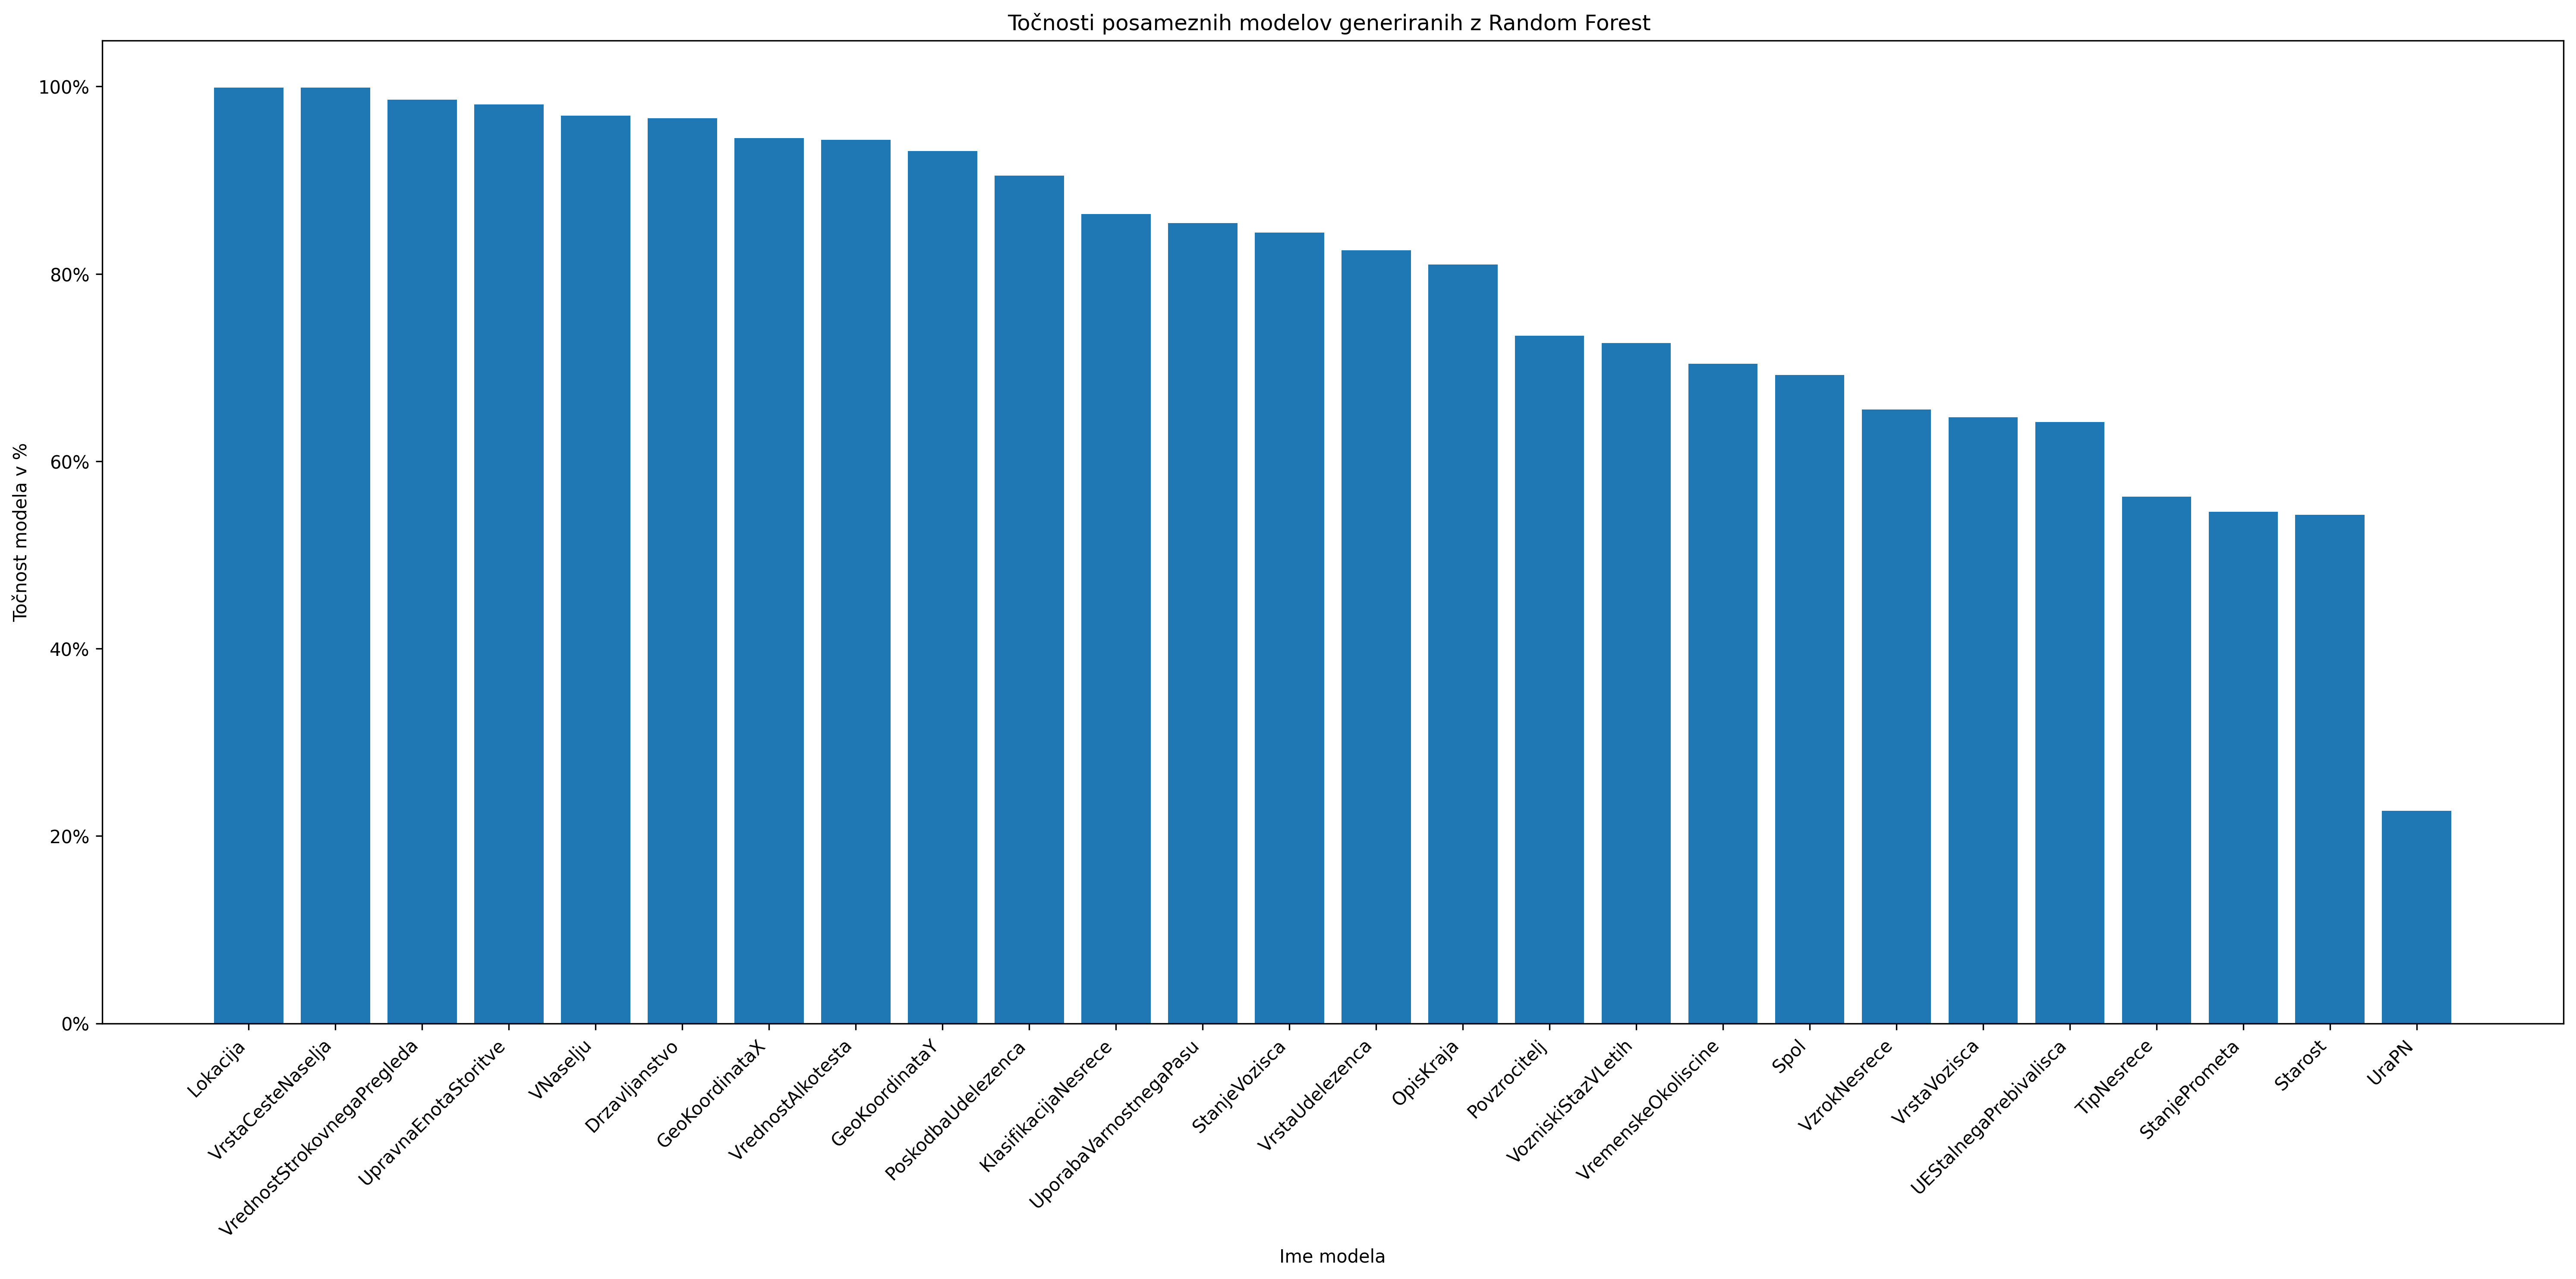 Točnosti posameznih modelov generiranih z Random Forest
Točnost modela v %
100%
80%
60%
40%
20%
0%
Lokacija
VrstaCesteNaselja
VrednostStrokovnegaPregleda
UpravnaEnotaStoritve
VNaselju
Drzavljanstvo
GeoKoordinataX
VrednostAlkotesta
GeoKoordinataY
PoskodbaUdelezenca
KlasifikacijaNesrece
UporabaVarnostnegaPasu
StanjeVozisca
VrstaUdelezenca
OpisKraja
Povzrocitelj
VozniskiStazVLetih
VremenskeOkoliscine
Spol
VzrokNesrece
VrstaVozisca
UEStalnegaPrebivalisca
TipNesrece
StanjePrometa
Starost
UraPN
Ime modela